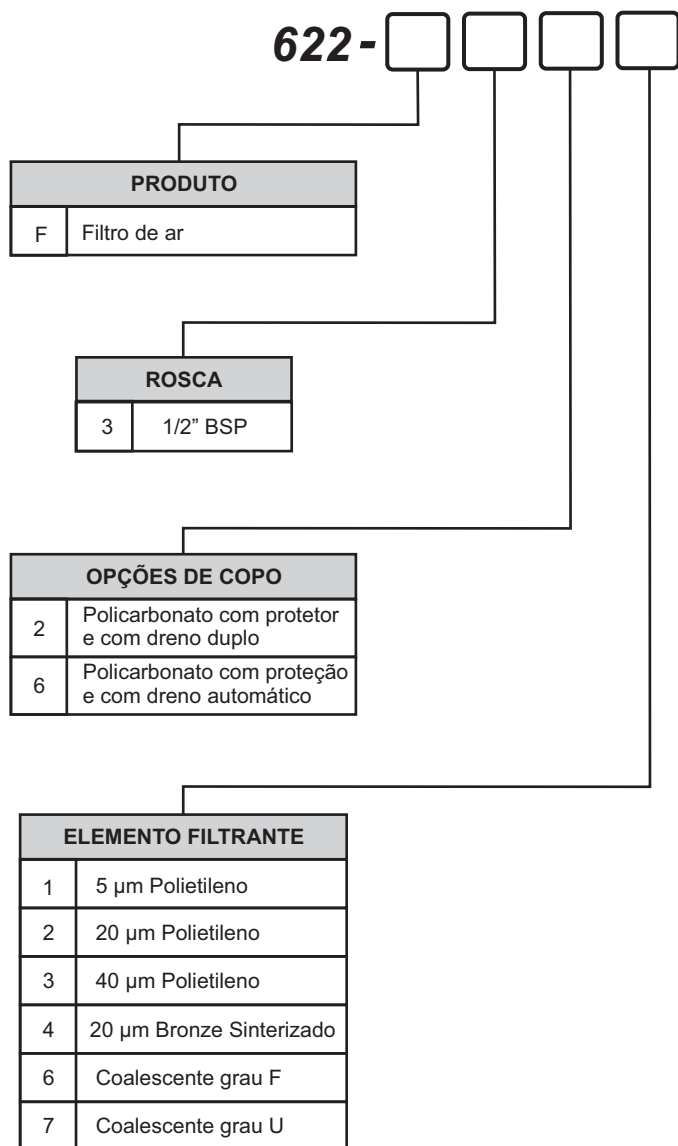 622-
PRODUTO
F Filtro de ar
ROSCA
3 1/2” BSP
OPÇÕES DE COPO
2 Policarbonato com protetor
e com dreno duplo
6 Policarbonato com proteção
e com dreno automático
ELEMENTO FILTRANTE
1 5 µm Polietileno
2 20 µm Polietileno
3 40 µm Polietileno
4 20 µm Bronze Sinterizado
6 Coalescente grau F
7 Coalescente grau U